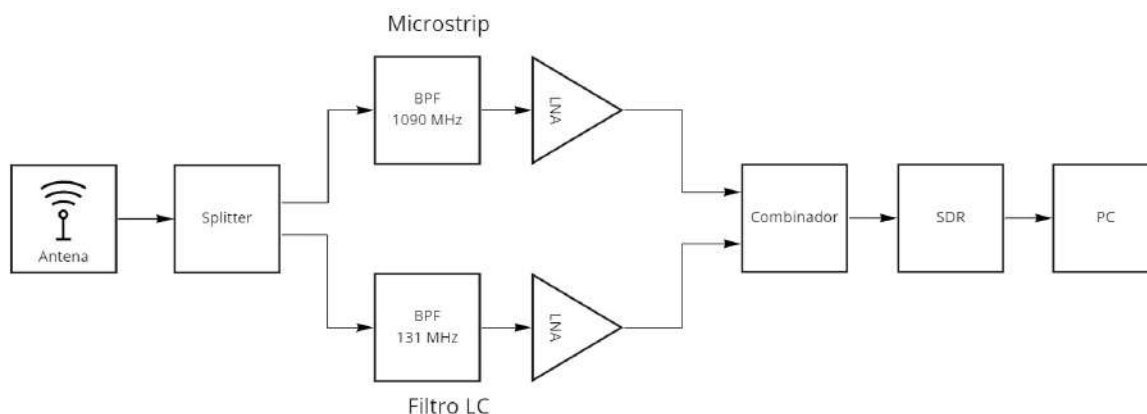 Microstrip
BPF
1090 MHz
LNA
Antena
Splitter
Combinador
SDR
PC
BPF
131 MHz
LNA
Filtro LC